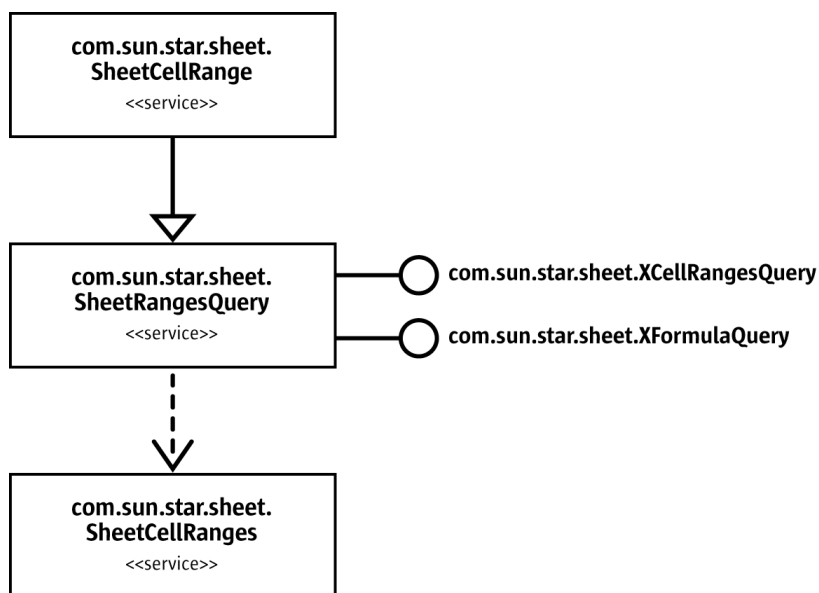 com.sun.star.sheet.
SheetCellRange
<<service>>
com.sun.star.sheet.
SheetRangesQuery
<<service>>
com.sun.star.sheet.XCellRangesQuery
com.sun.star.sheet.XFormulaQuery
com.sun.star.sheet.
SheetCellRanges
<<service>>